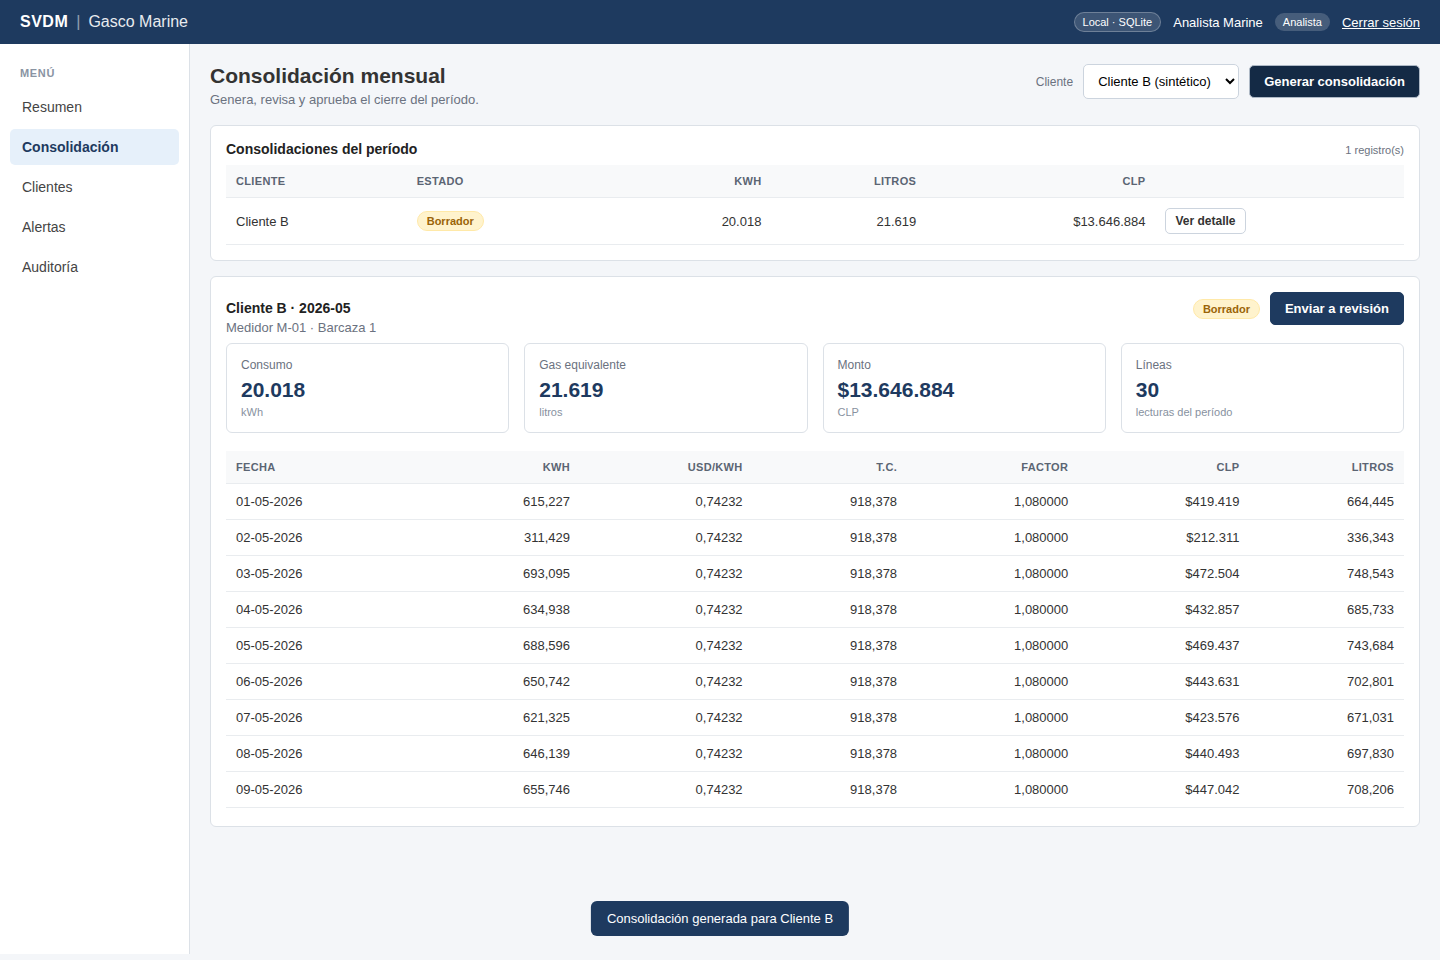 SVDM | Gasco Marine
Local · SQLite
Analista Marine
Analista
Cerrar sesión
MENÚ
Resumen
Consolidación
Clientes
Alertas
Auditoría
Consolidación mensual
Genera, revisa y aprueba el cierre del período.
Cliente
Cliente B (sintético)
Generar consolidación
Consolidaciones del período
1 registro(s)
CLIENTE ESTADO KWH LITROS CLP
Cliente B Borrador 20.018 21.619 $13.646.884 Ver detalle
Cliente B · 2026-05
Medidor M-01 · Barcaza 1
Borrador
Enviar a revisión
Consumo
20.018
kWh
Gas equivalente
21.619
litros
Monto
$13.646.884
CLP
Líneas
30
lecturas del período
FECHA KWH USD/KWH T.C. FACTOR CLP LITROS
01-05-2026 615,227 0,74232 918,378 1,080000 $419.419 664,445
02-05-2026 311,429 0,74232 918,378 1,080000 $212.311 336,343
03-05-2026 693,095 0,74232 918,378 1,080000 $472.504 748,543
04-05-2026 634,938 0,74232 918,378 1,080000 $432.857 685,733
05-05-2026 688,596 0,74232 918,378 1,080000 $469.437 743,684
06-05-2026 650,742 0,74232 918,378 1,080000 $443.631 702,801
07-05-2026 621,325 0,74232 918,378 1,080000 $423.576 671,031
08-05-2026 646,139 0,74232 918,378 1,080000 $440.493 697,830
09-05-2026 655,746 0,74232 918,378 1,080000 $447.042 708,206
Consolidación generada para Cliente B